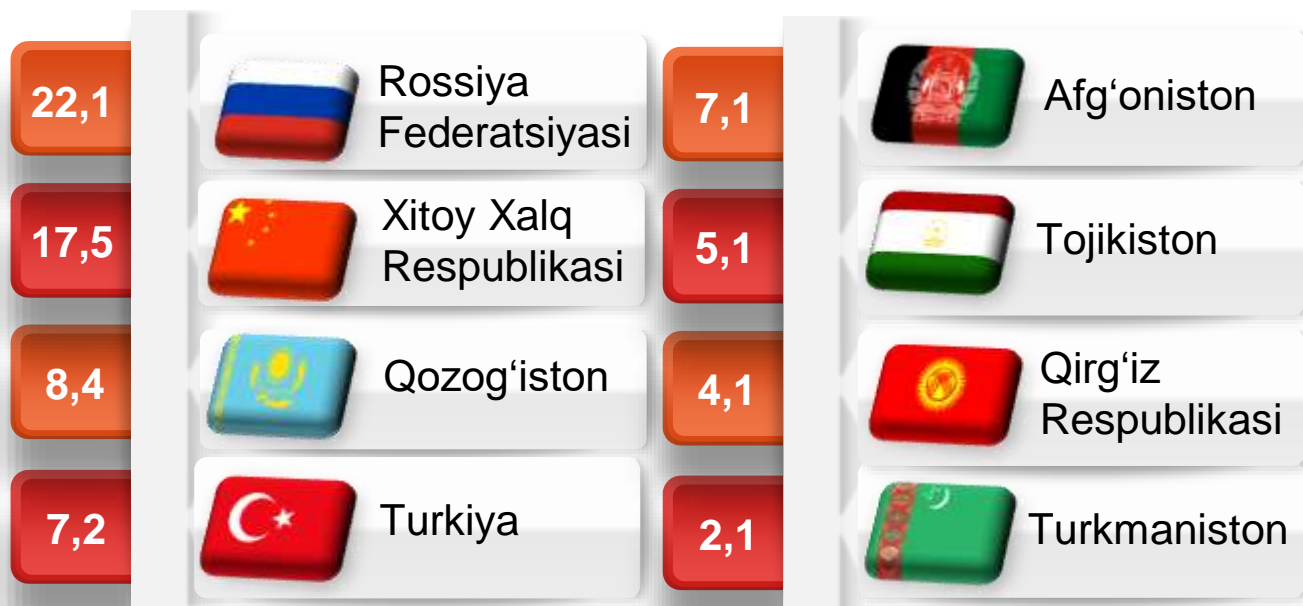 22,1
Rossiya
Federatsiyasi
17,5
Xitoy Xalq
Respublikasi
8,4
Qozog‘iston
7,2
Turkiya
7,1
Afg‘oniston
5,1
Tojikiston
4,1
Qirg‘iz
Respublikasi
2,1
Turkmaniston